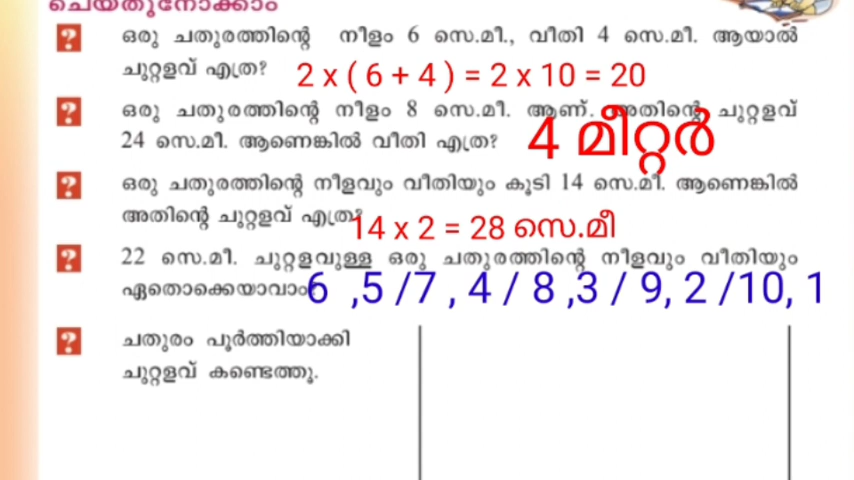 ചെയ്തുനോക്കാം
? ഒരു ചതുരത്തിന്റെ നീളം 6 സെ.മീ., വീതി 4 സെ.മീ. ആയാൽ
ചുറ്റളവ് എത്ര? 2 x ( 6 + 4 ) = 2 x 10 = 20
? ഒരു ചതുരത്തിന്റെ നീളം 8 സെ.മീ. ആണ്. അതിന്റെ ചുറ്റളവ്
24 സെ.മീ. ആണെങ്കിൽ വീതി എത്ര? 4 മീറ്റർ
? ഒരു ചതുരത്തിന്റെ നീളവും വീതിയും കൂടി 14 സെ.മീ. ആണെങ്കിൽ
അതിന്റെ ചുറ്റളവ് എത്ര? 14 x 2 = 28 സെ.മീ
? 22 സെ.മീ. ചുറ്റളവുള്ള ഒരു ചതുരത്തിന്റെ നീളവും വീതിയും
ഏതൊക്കെയാവാം 6 ,5 /7 , 4 / 8 ,3 / 9, 2 /10, 1
? ചതുരം പൂർത്തിയാക്കി
ചുറ്റളവ് കണ്ടെത്തൂ.